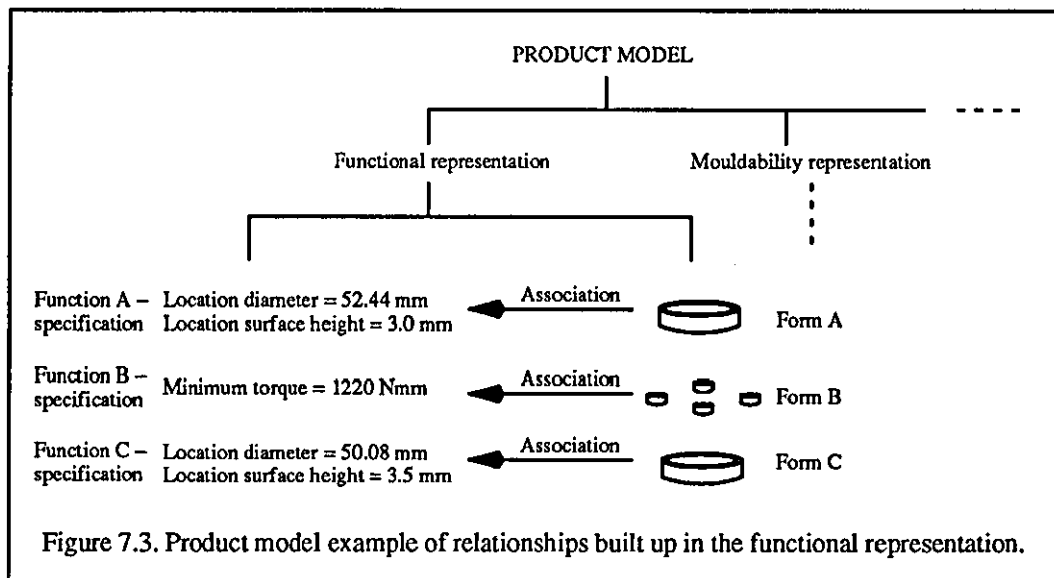 PRODUCT MODEL
Functional representation
Mouldability representation
Function A – Location diameter = 52.44 mm
specification Location surface height = 3.0 mm
Association
Form A
Function B –
specification Minimum torque = 1220 Nmm
Association
Form B
Function C – Location diameter = 50.08 mm
specification Location surface height = 3.5 mm
Association
Form C
Figure 7.3. Product model example of relationships built up in the functional representation.